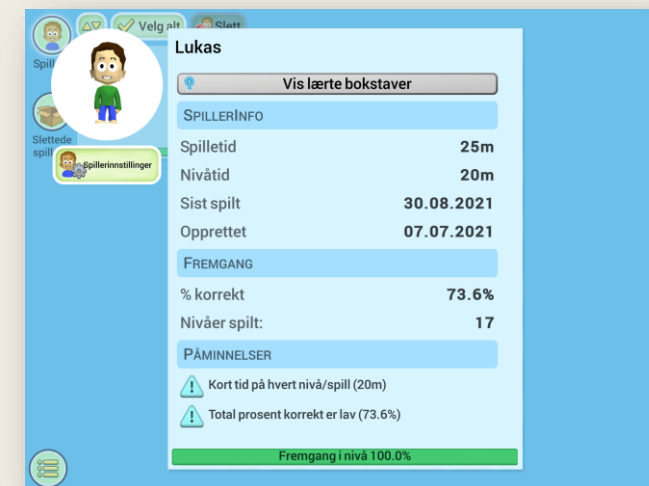 Velg alt
Slett
Spill
Lukas
Vis lærte bokstaver
Slettede
spill
Spillerinnstillinger
SPILLERINFO
Spilletid 25m
Nivåtid 20m
Sist spilt 30.08.2021
Opprettet 07.07.2021
FREMGANG
% korrekt 73.6%
Nivåer spilt: 17
PÅMINNELSER
Kort tid på hvert nivå/spill (20m)
Total prosent korrekt er lav (73.6%)
Fremgang i nivå 100.0%